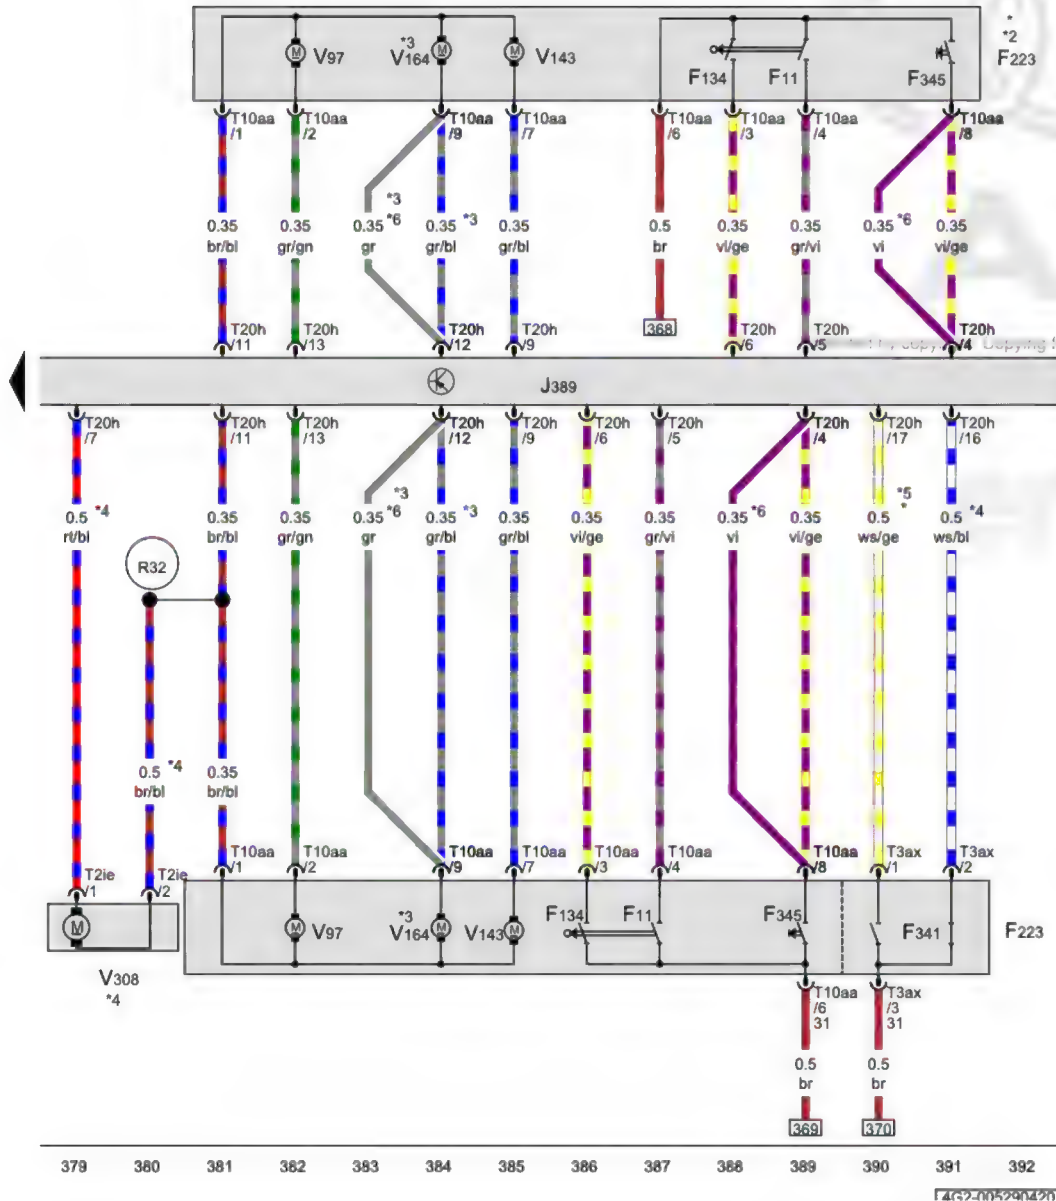 *
*2
*3
V97 V164 V143 F134 F11 F345 F223
T10aa T10aa T10aa T10aa T10aa T10aa T10aa T10aa
/1 /2 /9 /7 /6 /3 /4 /8
*3
0.35 0.35 0.35 *6 0.35 *3 0.35 0.5 0.35 0.35 0.35 *6 0.35
br/bl gr/gn gr gr/bl gr/bl br vi/ge gr/vi vi vi/ge
368
T20h T20h T20h T20h T20h T20h T20h
/11 /13 /12 /9 /6 /5 /4
Copying
J389
T20h T20h T20h T20h T20h T20h T20h T20h T20h T20h
/7 /11 /13 /12 /9 /6 /5 /4 /17 /16
*3 *5
0.5 *4 0.35 0.35 0.35 *6 0.35 *3 0.35 0.35 0.35 0.35 *6 0.35 0.5 * 0.5 *4
rt/bl br/bl gr/gn gr gr/bl gr/bl vi/ge gr/vi vi vi/ge ws/ge ws/bl
R32
0.5 *4 0.35
br/bl br/bl
T10aa T10aa T10aa T10aa T10aa T10aa T10aa T3ax T3ax
/1 /2 /9 /7 /3 /4 /8 /1 /2
T2ie T2ie
/1 /2
*3
V97 V164 V143 F134 F11 F345 F341 F223
V308
*4
T10aa T3ax
/6 /3
31 31
0.5 0.5
br br
369 370
379 380 381 382 383 384 385 386 387 388 389 390 391 392
4G2-005290420